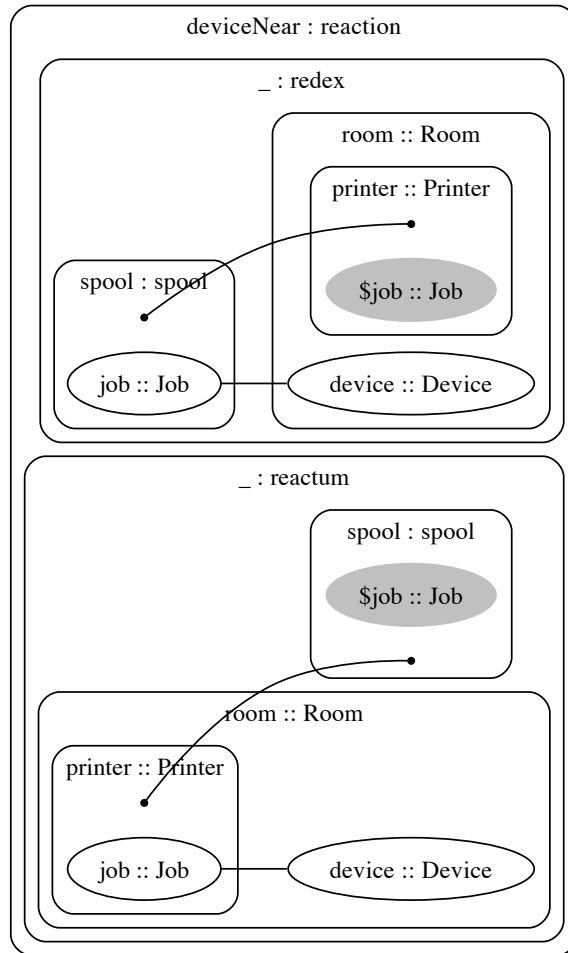 deviceNear : reaction
_ : redex
room :: Room
printer :: Printer
spool : spool
$job :: Job
job :: Job
device :: Device
_ : reactum
spool : spool
$job :: Job
room :: Room
printer :: Printer
job :: Job
device :: Device